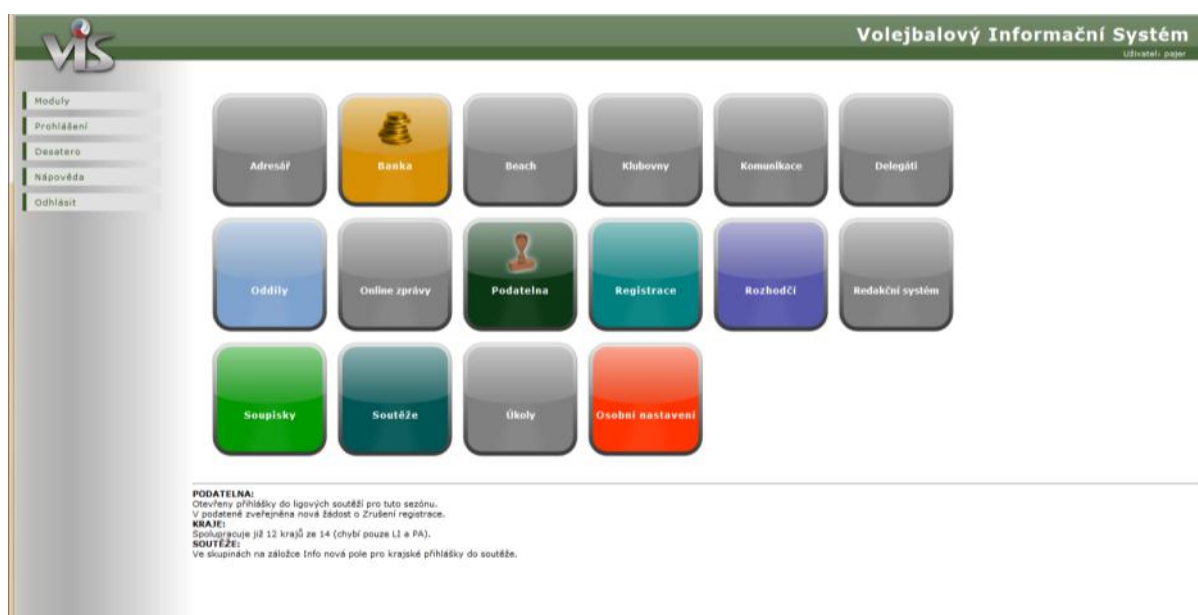 VIS
Volejbalový Informační Systém
Uživatel: pajer
Moduly
Prohlášení
Desatero
Nápověda
Odhlásit
Adresář
Banka
Beach
Klubovny
Komunikace
Delegáti
Oddíly
Online zprávy
Podatelna
Registrace
Rozhodčí
Redakční systém
Soupisky
Soutěže
Úkoly
Osobní nastavení
PODATELNA:
Otevřeny přihlášky do ligových soutěží pro tuto sezónu.
V podatené zveřejněna nová žádost o Zrušení registrace.
KRAJE:
Spolupracuje již 12 krajů ze 14 (chybí pouze LI a PA).
SOUTĚŽE:
Ve skupinách na záložce Info nová pole pro krajské přihlášky do soutěže.